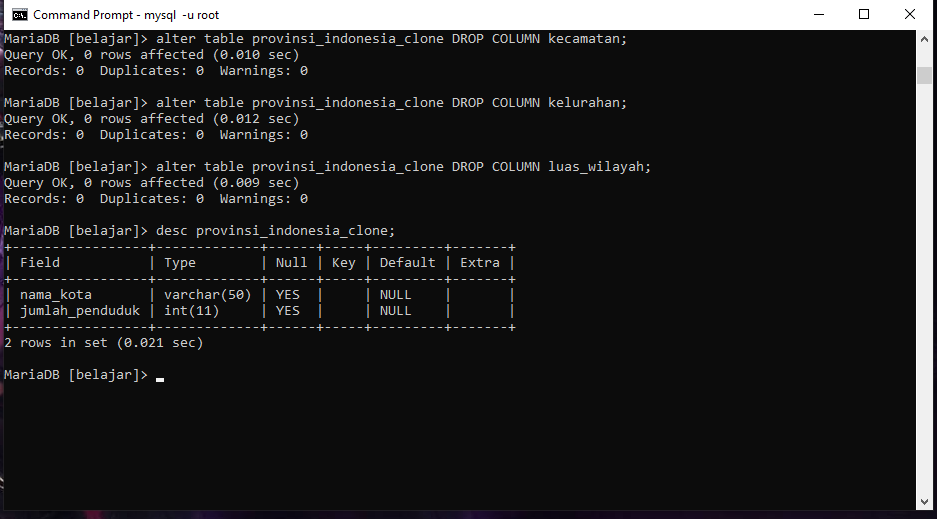 Command Prompt - mysql  -u root
MariaDB [belajar]> alter table provinsi_indonesia_clone DROP COLUMN kecamatan;
Query OK, 0 rows affected (0.010 sec)
Records: 0  Duplicates: 0  Warnings: 0

MariaDB [belajar]> alter table provinsi_indonesia_clone DROP COLUMN kelurahan;
Query OK, 0 rows affected (0.012 sec)
Records: 0  Duplicates: 0  Warnings: 0

MariaDB [belajar]> alter table provinsi_indonesia_clone DROP COLUMN luas_wilayah;
Query OK, 0 rows affected (0.009 sec)
Records: 0  Duplicates: 0  Warnings: 0

MariaDB [belajar]> desc provinsi_indonesia_clone;
+-----------------+-------------+------+-----+---------+-------+
| Field           | Type        | Null | Key | Default | Extra |
+-----------------+-------------+------+-----+---------+-------+
| nama_kota       | varchar(50) | YES  |     | NULL    |       |
| jumlah_penduduk | int(11)     | YES  |     | NULL    |       |
+-----------------+-------------+------+-----+---------+-------+
2 rows in set (0.021 sec)

MariaDB [belajar]>